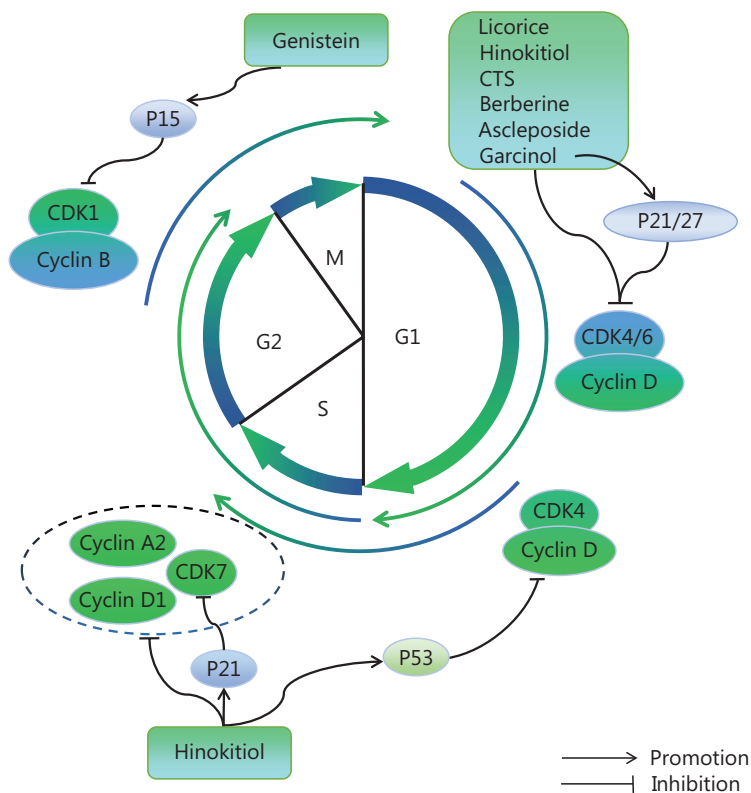 Genistein
P15
CDK1
Cyclin B
Licorice
Hinokitiol
CTS
Berberine
Ascleposide
Garcinol
P21/27
CDK4/6
Cyclin D
M
G2
G1
S
CDK4
Cyclin D
Cyclin A2
CDK7
Cyclin D1
P21
P53
Hinokitiol
Promotion
Inhibition